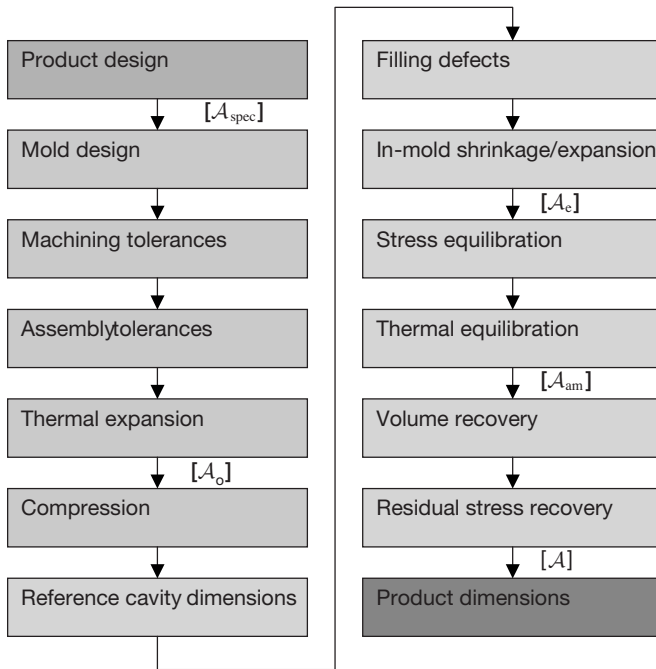 Product design
[𝒜spec]
Mold design
Machining tolerances
Assemblytolerances
Thermal expansion
[𝒜o]
Compression
Reference cavity dimensions
Filling defects
In-mold shrinkage/expansion
[𝒜e]
Stress equilibration
Thermal equilibration
[𝒜am]
Volume recovery
Residual stress recovery
[𝒜]
Product dimensions